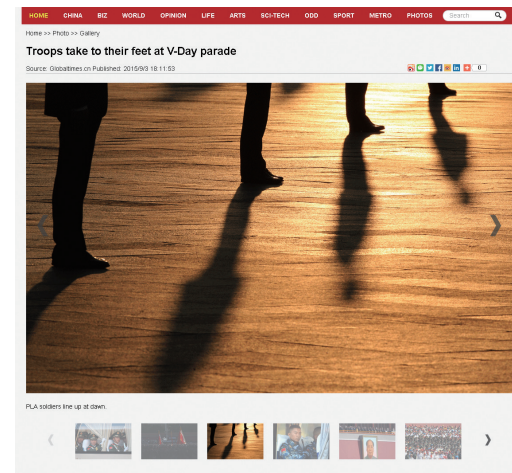 HOME CHINA BIZ WORLD OPINION LIFE ARTS SCI-TECH ODD SPORT METRO PHOTOS Search
Home >> Photo >> Gallery
Troops take to their feet at V-Day parade
Source: Globaltimes.cn Published: 2015/9/3 18:11:53 0
PLA soldiers line up at dawn.